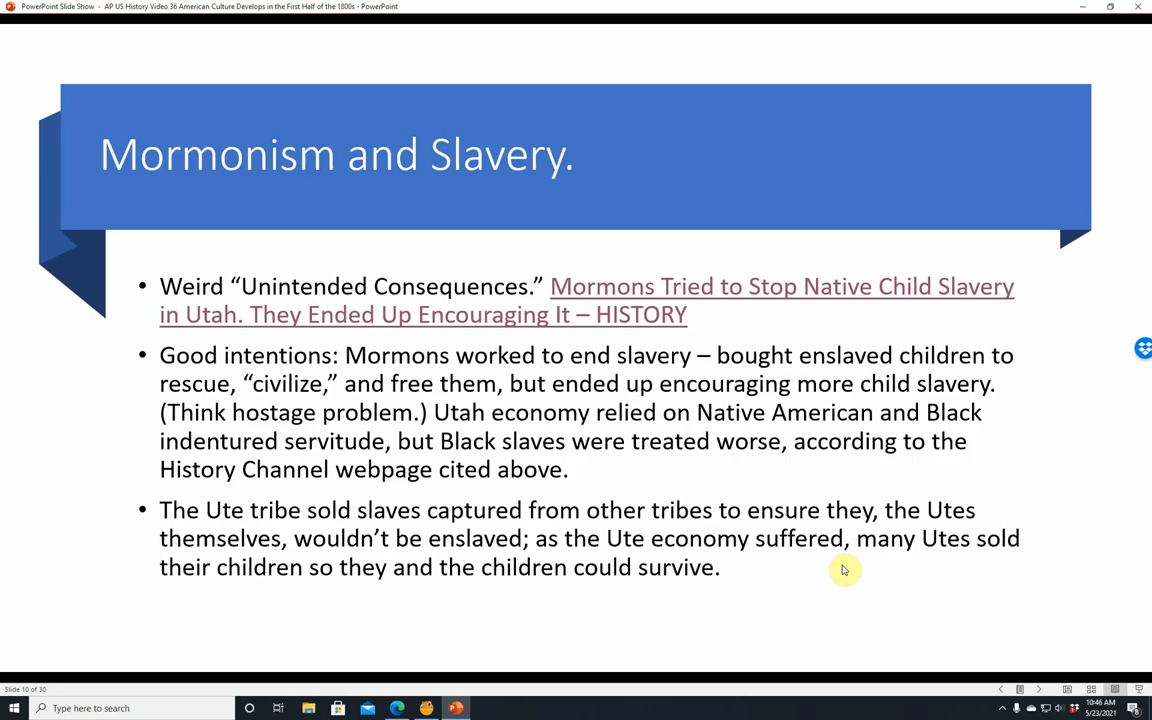 PowerPoint Slide Show - AP US History Video 36 American Culture Develops in the First Half of the 1800s - PowerPoint
Mormonism and Slavery.
• Weird “Unintended Consequences.” Mormons Tried to Stop Native Child Slavery
in Utah. They Ended Up Encouraging It – HISTORY
• Good intentions: Mormons worked to end slavery – bought enslaved children to
rescue, “civilize,” and free them, but ended up encouraging more child slavery.
(Think hostage problem.) Utah economy relied on Native American and Black
indentured servitude, but Black slaves were treated worse, according to the
History Channel webpage cited above.
• The Ute tribe sold slaves captured from other tribes to ensure they, the Utes
themselves, wouldn’t be enslaved; as the Ute economy suffered, many Utes sold
their children so they and the children could survive.
Slide 10 of 30
Type here to search
10:46 AM
5/23/2021